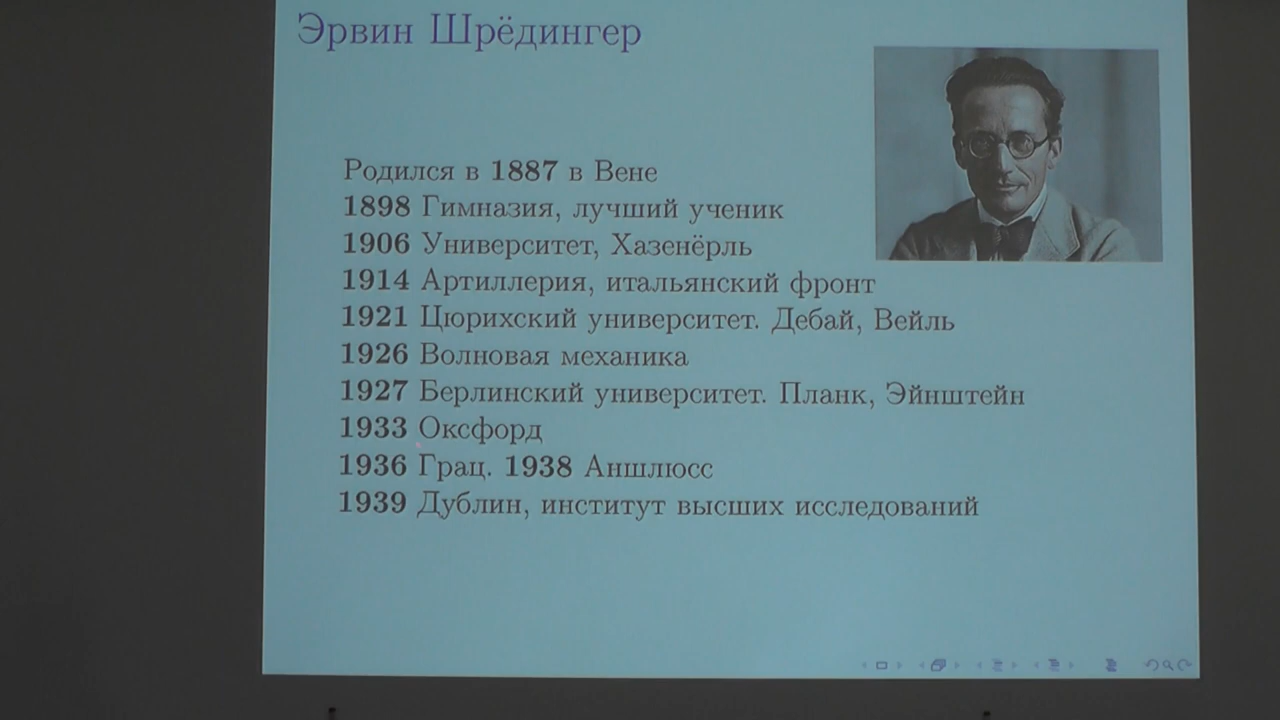 Эрвин Шрёдингер
Родился в 1887 в Вене
1898 Гимназия, лучший ученик
1906 Университет, Хазенёрль
1914 Артиллерия, итальянский фронт
1921 Цюрихский университет. Дебай, Вейль
1926 Волновая механика
1927 Берлинский университет. Планк, Эйнштейн
1933 Оксфорд
1936 Грац. 1938 Аншлюсс
1939 Дублин, институт высших исследований